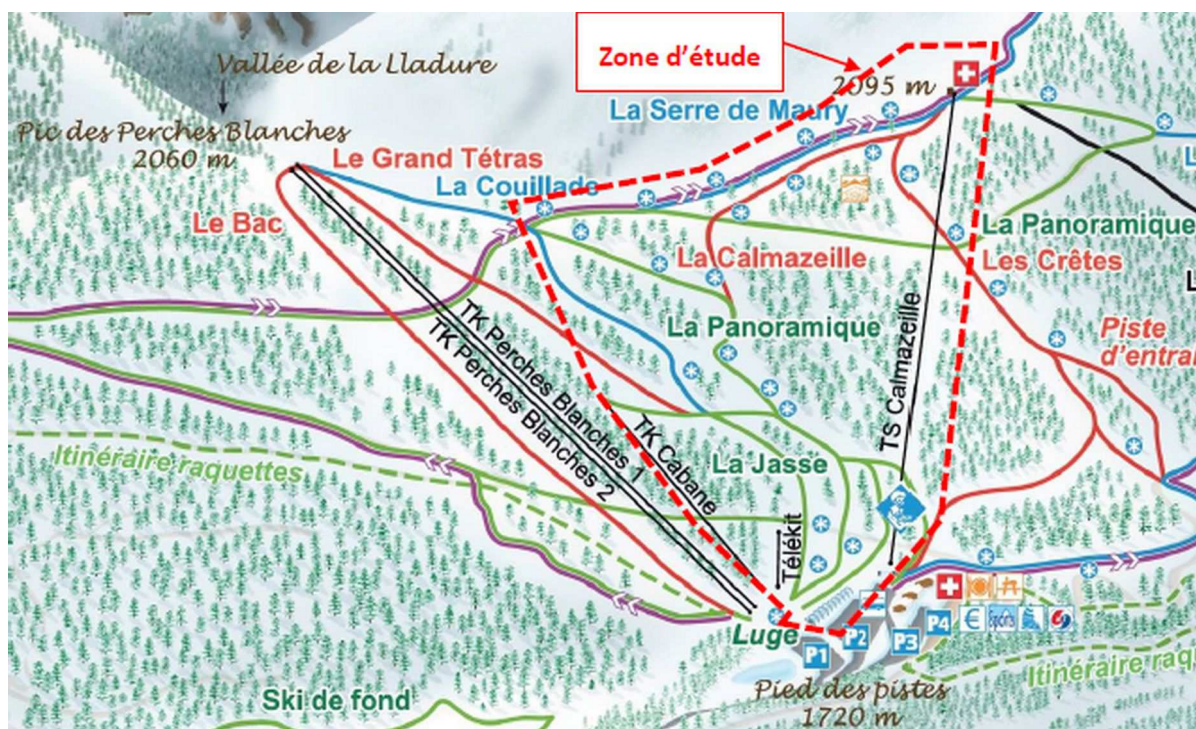 Zone d'étude
Vallée de la Lladure
2095 m
La Serre de Maury
Pic des Perches Blanches
2060 m
Le Grand Tétras
La Couillade
Le Bac
La Calmazeille
La Panoramique
Les Crêtes
L
La Panoramique
Piste
d'entraî
TK Perches Blanches 1
TK Perches Blanches 2
TK Cabane
Ts Calmazeille
Itinéraire raquettes
La Jasse
Télékit
Luge
P1
P2
P3
P4
€
Sports
Pied des pistes
1720 m
Itinéraire raq
Ski de fond